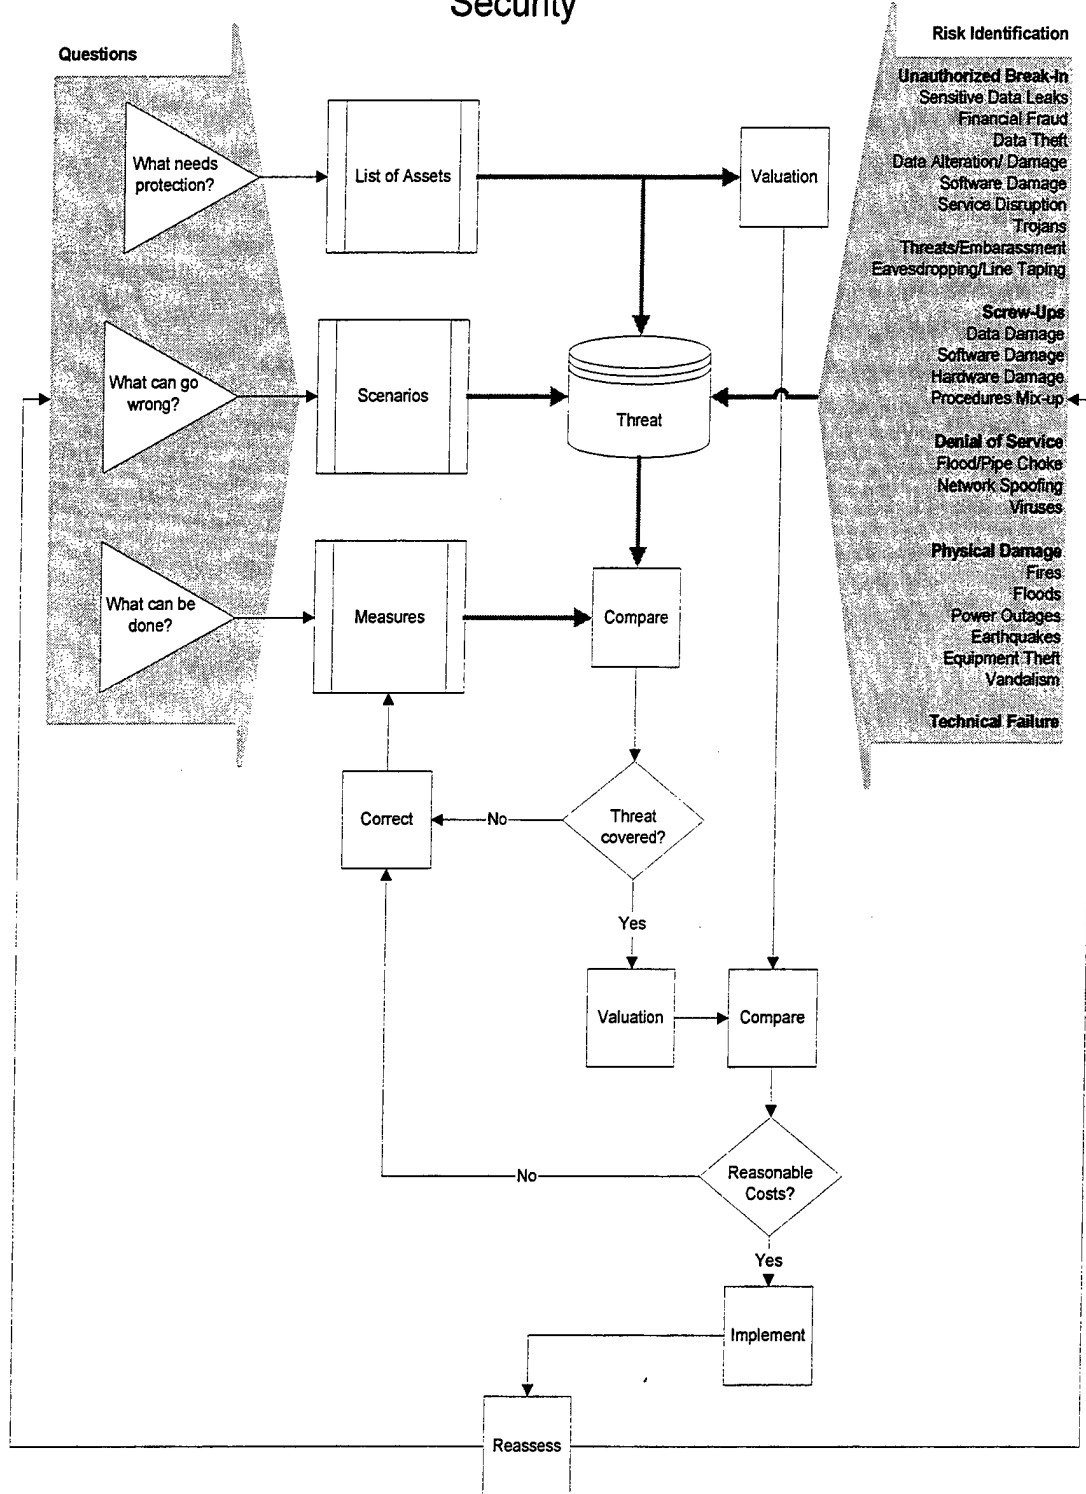 Security
Questions
What needs
protection?
List of Assets
Valuation
What can go
wrong?
Scenarios
Threat
What can be
done?
Measures
Compare
Correct
No
Threat
covered?
Yes
Valuation
Compare
No
Reasonable
Costs?
Yes
Implement
Reassess
Risk Identification
Unauthorized Break-In
Sensitive Data Leaks
Financial Fraud
Data Theft
Data Alteration/ Damage
Software Damage
Service Disruption
Trojans
Threats/Embarassment
Eavesdropping/Line Taping
Screw-Ups
Data Damage
Software Damage
Hardware Damage
Procedures Mix-up
Denial of Service
Flood/Pipe Choke
Network Spoofing
Viruses
Physical Damage
Fires
Floods
Power Outages
Earthquakes
Equipment Theft
Vandalism
Technical Failure